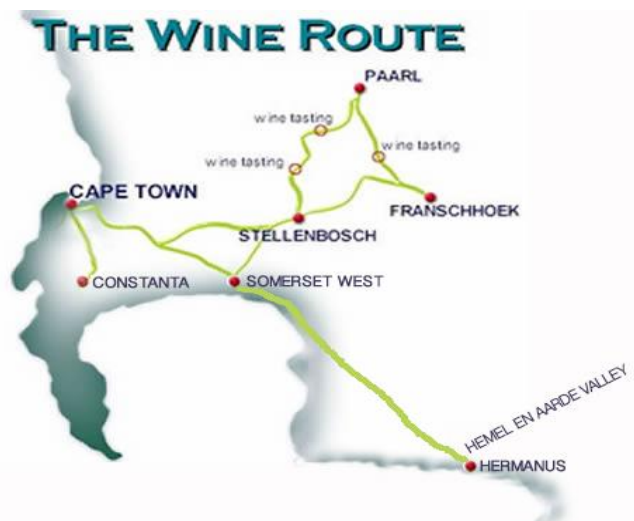 THE WINE ROUTE
PAARL
wine tasting
wine tasting
wine tasting
CAPE TOWN
FRANSCHHOEK
STELLENBOSCH
CONSTANTA
SOMERSET WEST
HEMEL EN AARDE VALLEY
HERMANUS